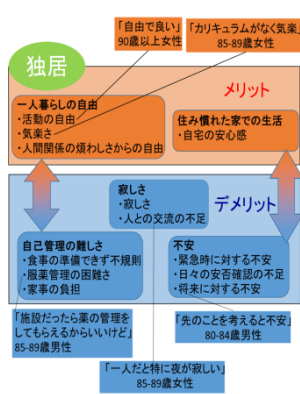 「自由で良い」
90歳以上女性
「カリキュラムがなく気楽」
85-89歳女性
独居
メリット
一人暮らしの自由
・活動の自由
・気楽さ
・人間関係の煩わしさからの自由
住み慣れた家での生活
・自宅の安心感
デメリット
寂しさ
・寂しさ
・人との交流の不足
自己管理の難しさ
・食事の準備できず不規則
・服薬管理の困難さ
・家事の負担
不安
・緊急時に対する不安
・日々の安否確認の不足
・将来に対する不安
「施設だったら薬の管理を
してもらえるからいいけど」
85-89歳男性
「先のことを考えると不安」
80-84歳男性
「一人だと特に夜が寂しい」
85-89歳女性